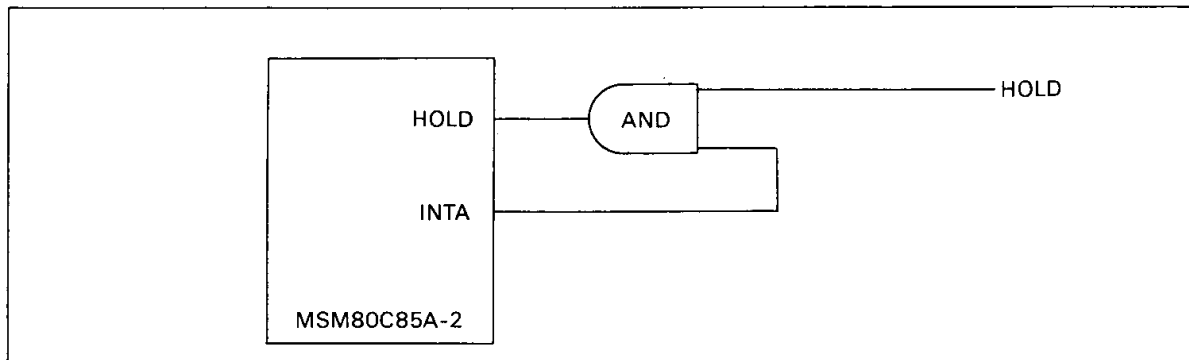 HOLD
AND
HOLD
INTA
MSM80C85A-2